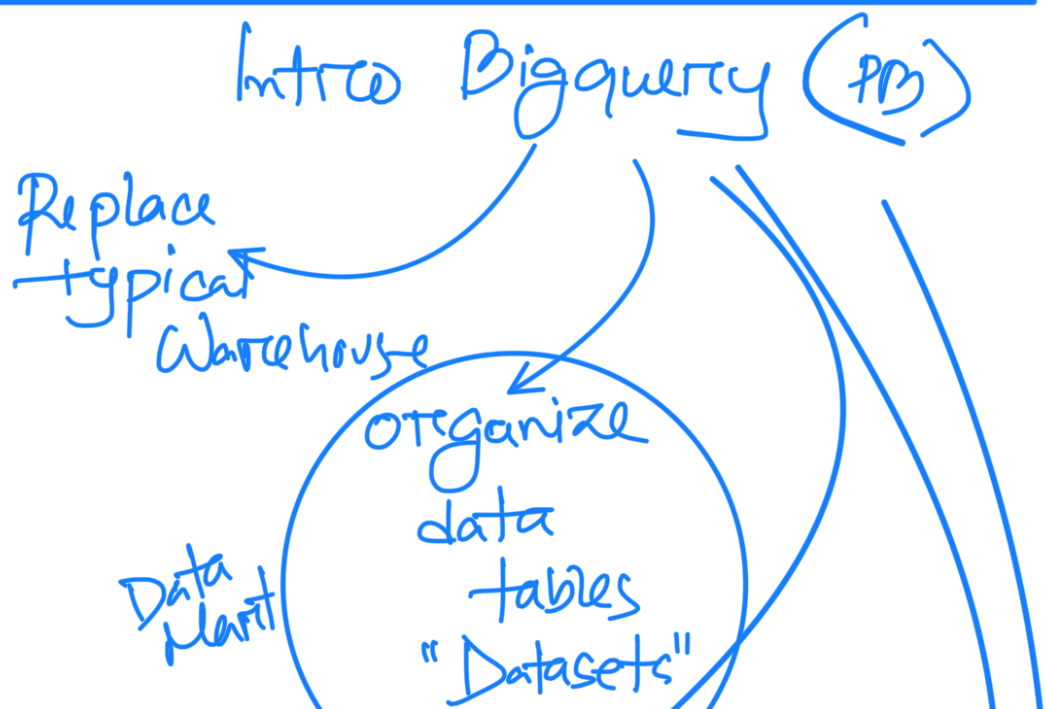 Intro Bigquery (PB)
Replace
typical
Warehouse
organize
data
tables
"Datasets"
Data
Mart